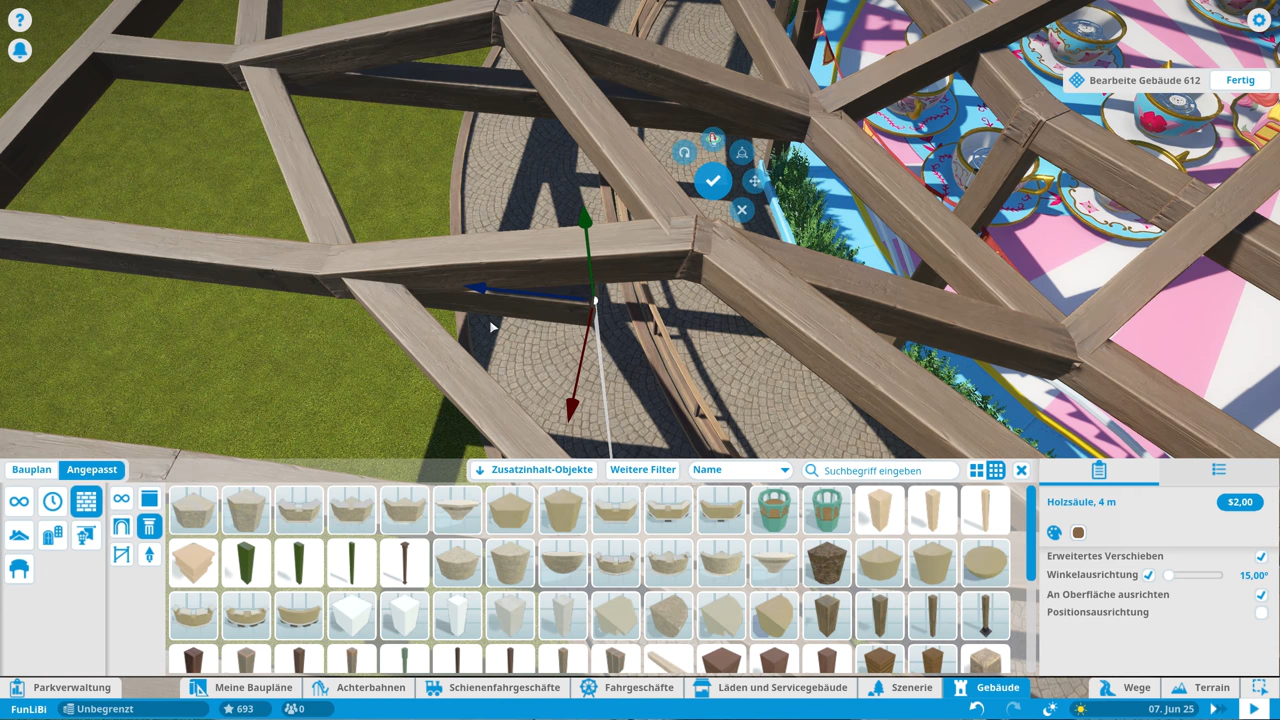 ?
Bearbeite Gebäude 612
Fertig
Bauplan
Angepasst
Zusatzinhalt-Objekte
Weitere Filter
Name
Suchbegriff eingeben
Holzsäule, 4 m
$2,00
Erweitertes Verschieben
Winkelausrichtung
15,00°
An Oberfläche ausrichten
Positionsausrichtung
Parkverwaltung
Meine Baupläne
Achterbahnen
Schienenfahrgeschäfte
Fahrgeschäfte
Läden und Servicegebäude
Szenerie
Gebäude
Wege
Terrain
FunLiBi
Unbegrenzt
693
0
07. Jun 25